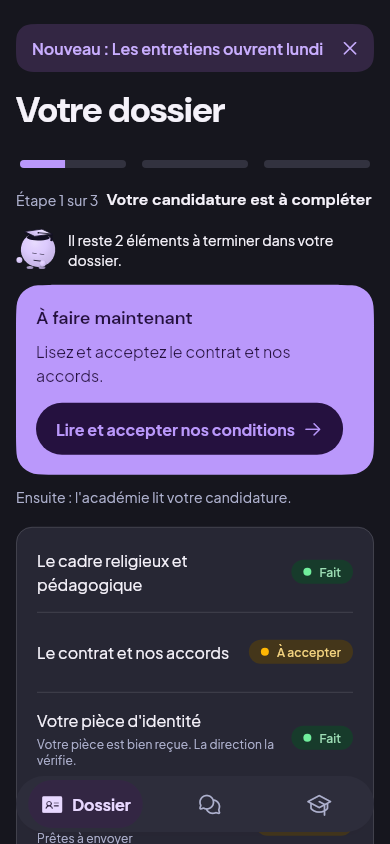 Nouveau : Les entretiens ouvrent lundi
Votre dossier
Étape 1 sur 3 Votre candidature est à compléter
Il reste 2 éléments à terminer dans votre
dossier.
À faire maintenant
Lisez et acceptez le contrat et nos
accords.
Lire et accepter nos conditions
Ensuite : l'académie lit votre candidature.
Le cadre religieux et
pédagogique
Fait
Le contrat et nos accords
À accepter
Votre pièce d'identité
Votre pièce est bien reçue. La direction la
vérifie.
Fait
Dossier
Prêtes à envoyer